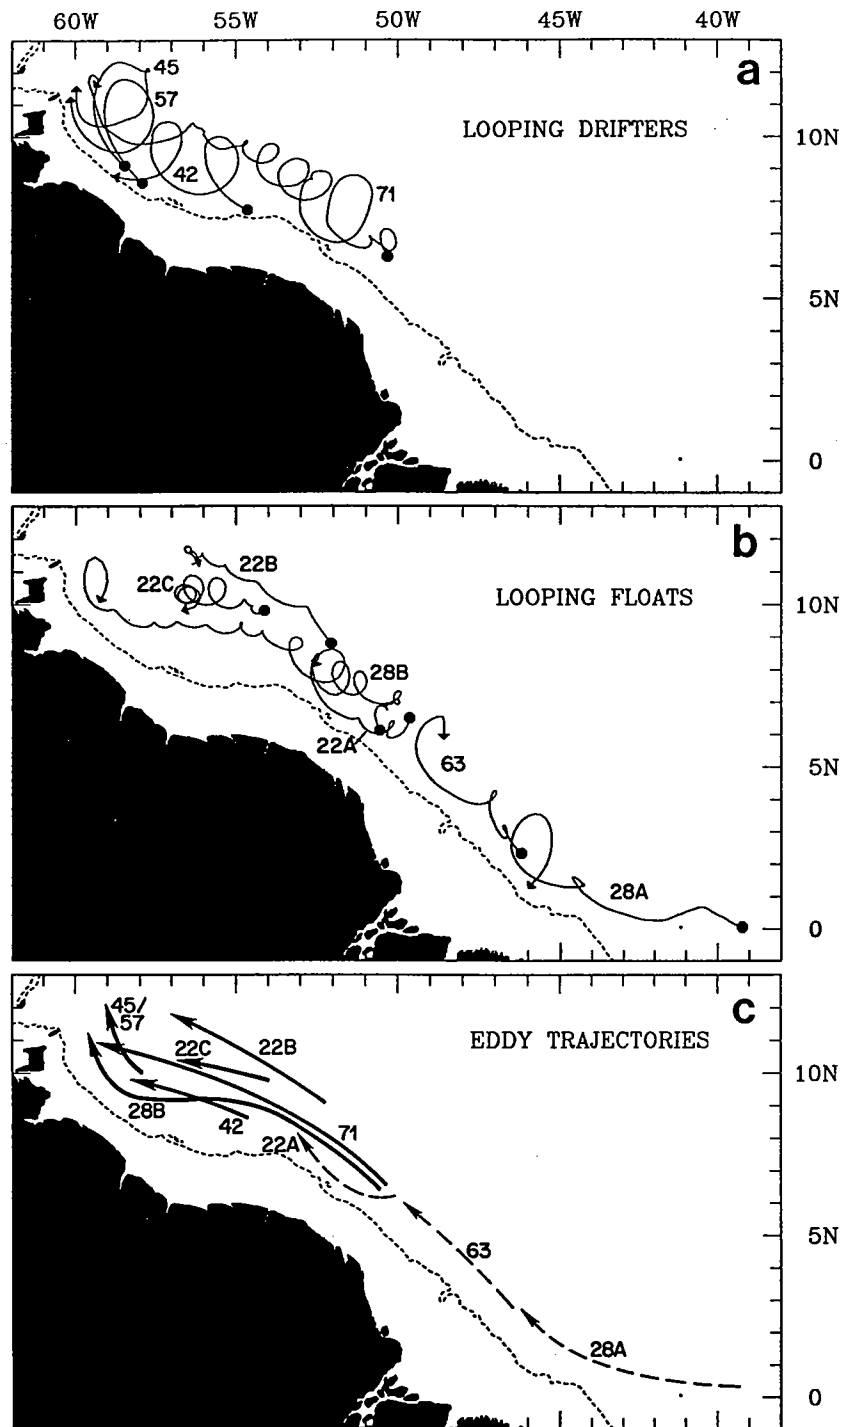 60W 55W 50W 45W 40W
a
45
57
LOOPING DRIFTERS
10N
42
71
5N
0
b
22B
22C
LOOPING FLOATS
10N
28B
22A
63
5N
28A
0
c
45/
57
EDDY TRAJECTORIES
22C
22B
10N
28B
42
71
22A
5N
63
28A
0